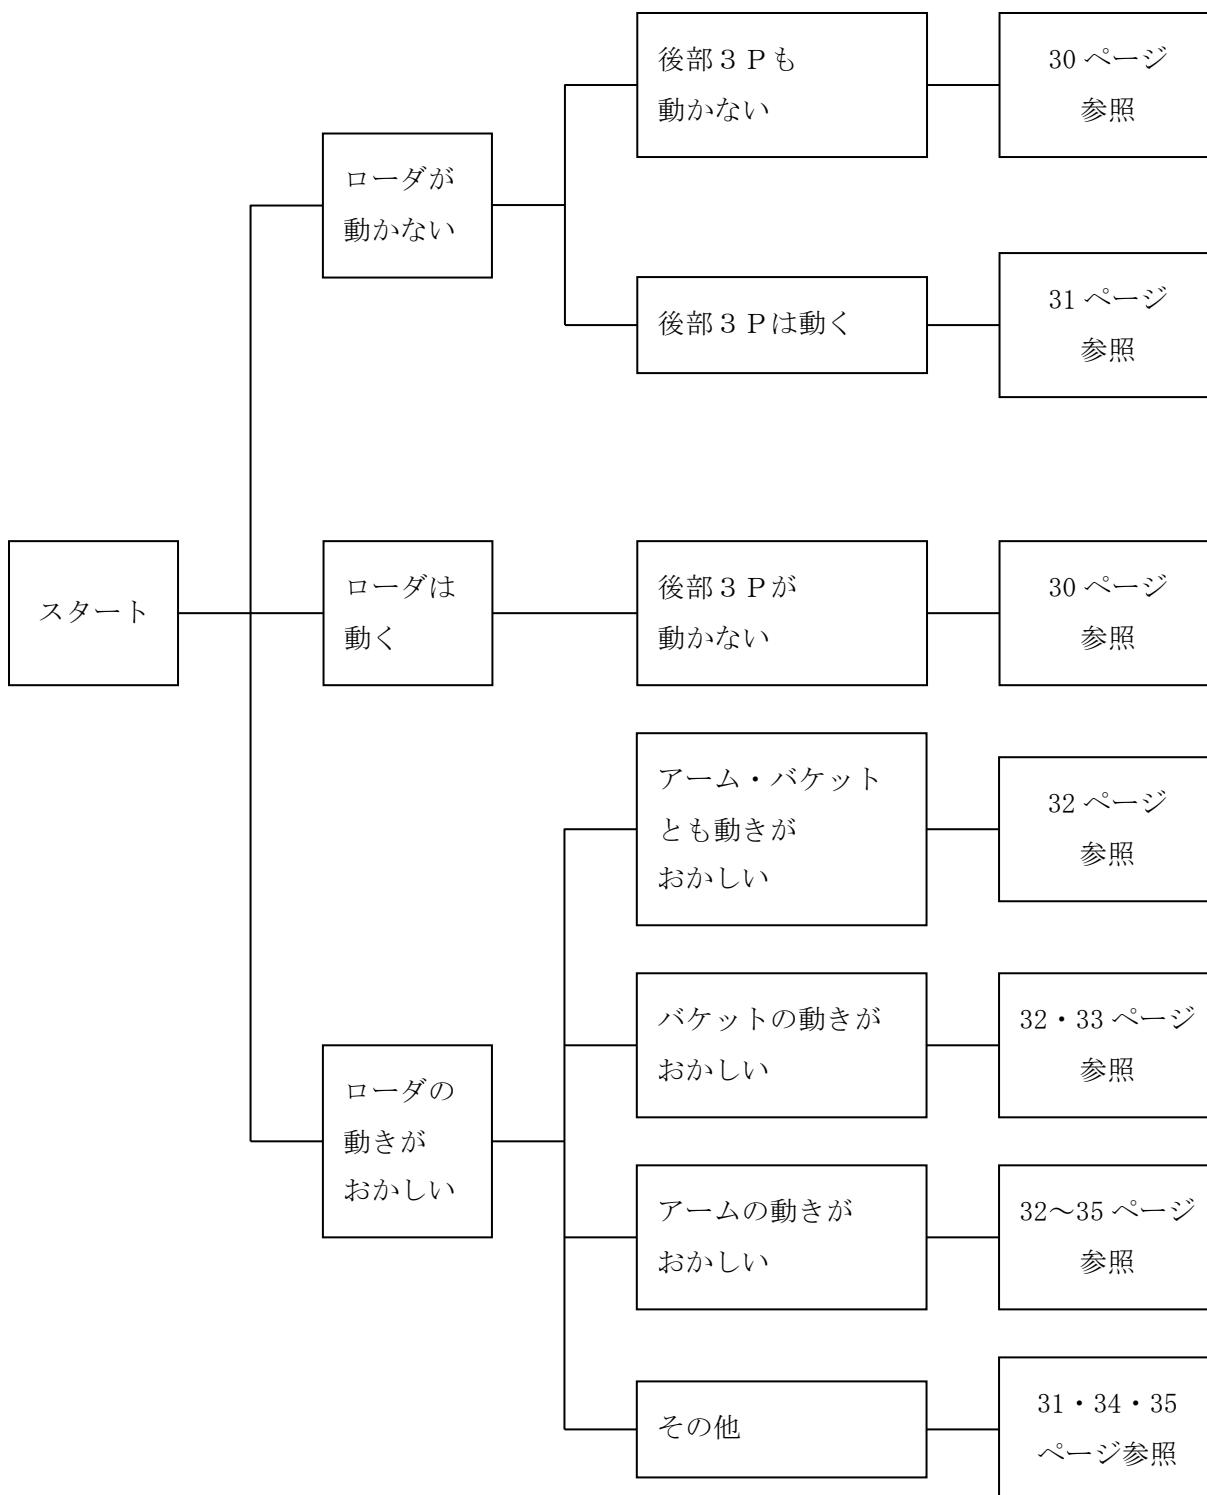 スタート
ローダが
動かない
後部３Ｐも
動かない
30 ページ
参照
後部３Ｐは動く
31 ページ
参照
ローダは
動く
後部３Ｐが
動かない
30 ページ
参照
ローダの
動きが
おかしい
アーム・バケット
とも動きが
おかしい
32 ページ
参照
バケットの動きが
おかしい
32・33 ページ
参照
アームの動きが
おかしい
32～35 ページ
参照
その他
31・34・35
ページ参照